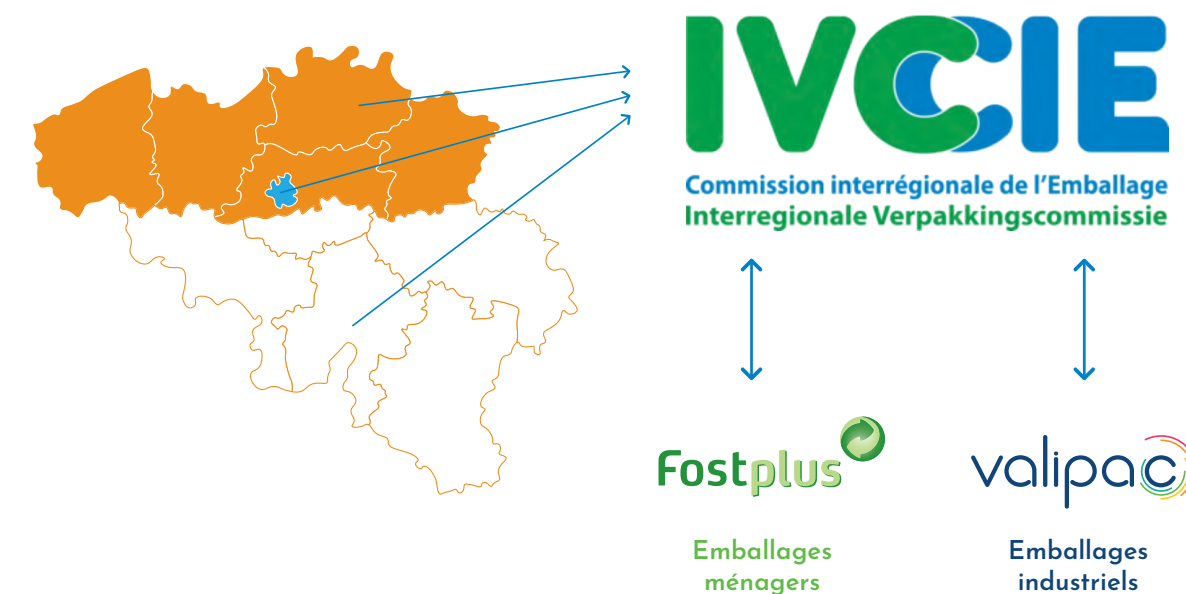 IVCIE
Commission interrégionale de l'Emballage
Interregionale Verpakkingscommissie
Fostplus
valipac
Emballages
ménagers
Emballages
industriels